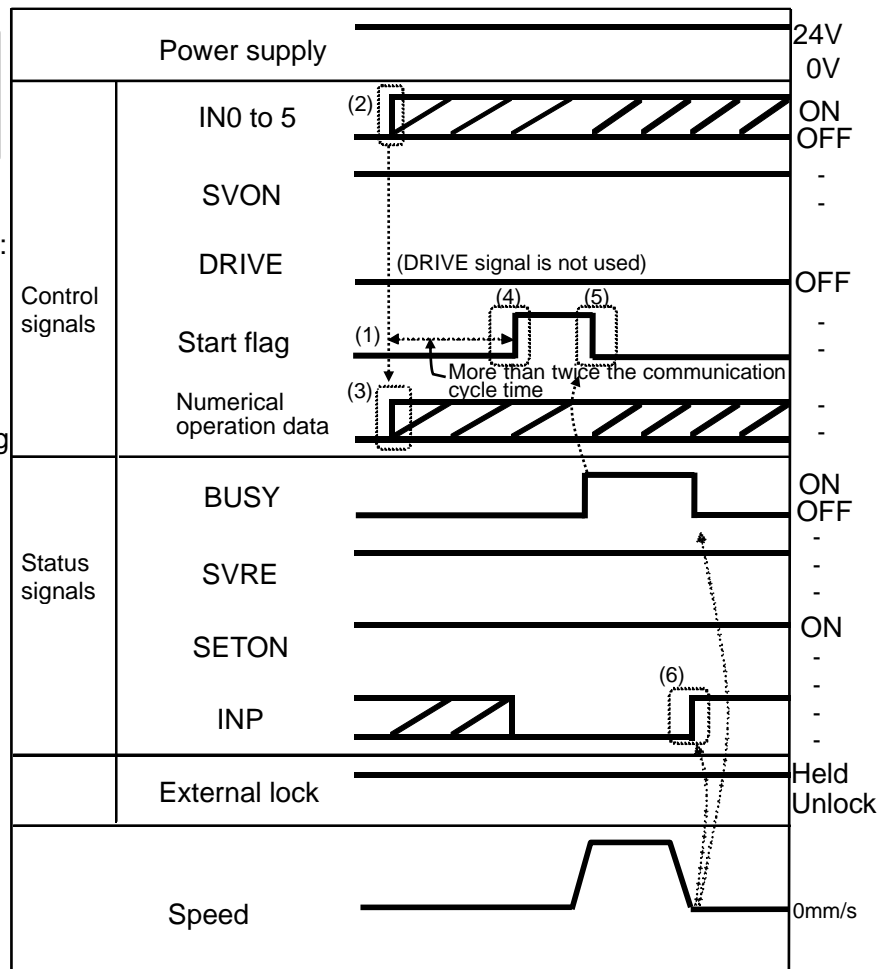 Power supply
24V
0V
Control
signals
IN0 to 5
(2)
ON
OFF
SVON
-
-
:
DRIVE
(DRIVE signal is not used)
OFF
Start flag
(1)
(4)
(5)
-
-
More than twice the communication
cycle time
Numerical
operation data
(3)
-
-
g
Status
signals
BUSY
ON
OFF
SVRE
-
-
-
SETON
ON
-
-
INP
(6)
-
-
External lock
Held
Unlock
Speed
0mm/s